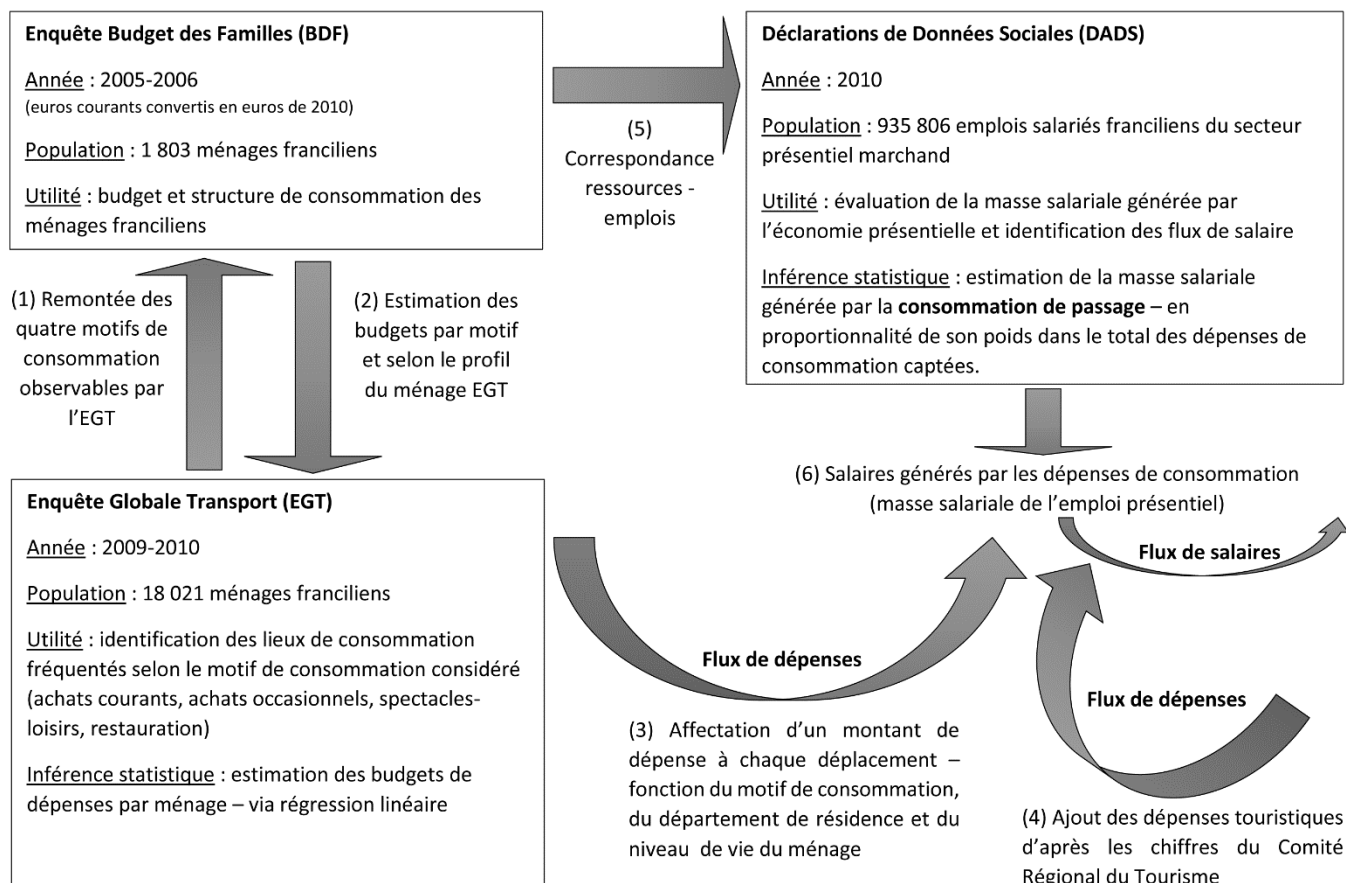 Enquête Budget des Familles (BDF)
Année : 2005-2006
(euros courants convertis en euros de 2010)
Population : 1 803 ménages franciliens
Utilité : budget et structure de consommation des
ménages franciliens
(5)
Correspondance
ressources -
emplois
Déclarations de Données Sociales (DADS)
Année : 2010
Population : 935 806 emplois salariés franciliens du secteur
présentiel marchand
Utilité : évaluation de la masse salariale générée par
l’économie présentielle et identification des flux de salaire
Inférence statistique : estimation de la masse salariale
générée par la consommation de passage – en
proportionnalité de son poids dans le total des dépenses de
consommation captées.
(1) Remontée des
quatre motifs de
consommation
observables par
l’EGT
(2) Estimation des
budgets par motif
et selon le profil
du ménage EGT
Enquête Globale Transport (EGT)
Année : 2009-2010
Population : 18 021 ménages franciliens
Utilité : identification des lieux de consommation
fréquentés selon le motif de consommation considéré
(achats courants, achats occasionnels, spectacles-
loisirs, restauration)
Inférence statistique : estimation des budgets de
dépenses par ménage – via régression linéaire
(6) Salaires générés par les dépenses de consommation
(masse salariale de l’emploi présentiel)
Flux de salaires
Flux de dépenses
Flux de dépenses
(3) Affectation d’un montant de
dépense à chaque déplacement –
fonction du motif de consommation,
du département de résidence et du
niveau de vie du ménage
(4) Ajout des dépenses touristiques
d’après les chiffres du Comité
Régional du Tourisme